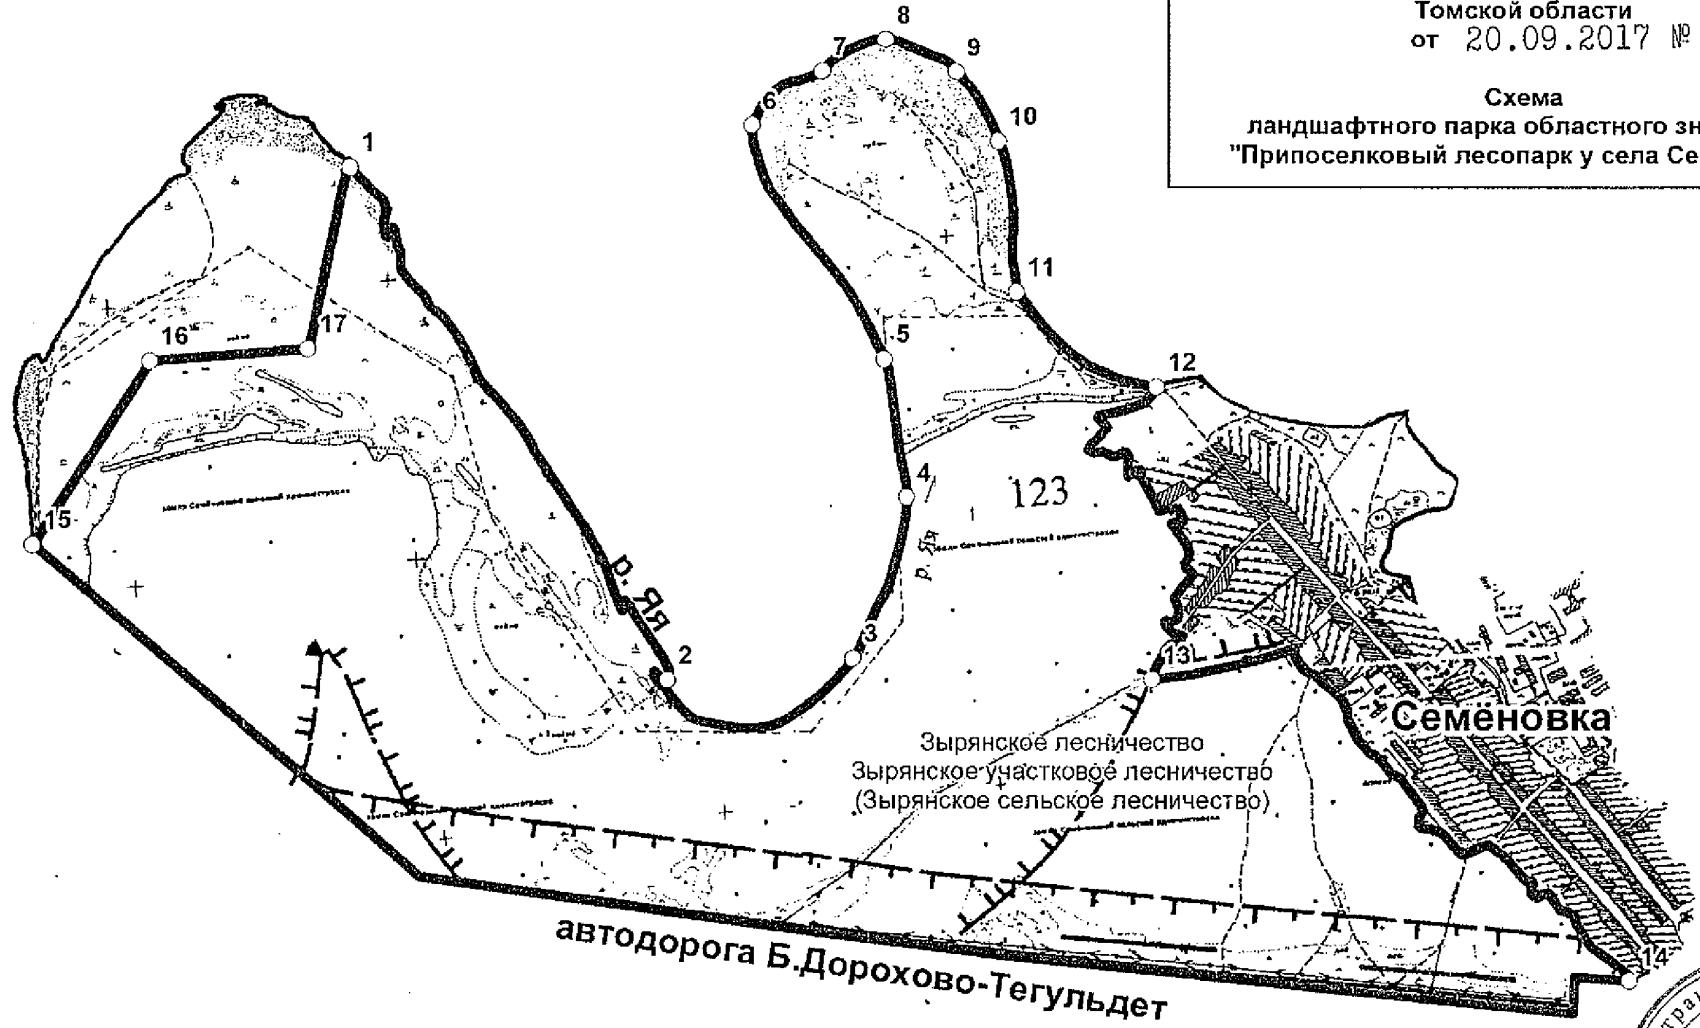 Томской области
от 20.09.2017 №
Схема
ландшафтного парка областного зн
"Припоселковый лесопарк у села Се
8
7
9
6
10
1
11
17
16
5
12
4
123
15
р. Яя
р. Яя
3
2
13
Семёновка
Зырянское лесничество
Зырянское участковое лесничество
(Зырянское сельское лесничество)
14
автодорога Б.Дорохово-Тегульдет